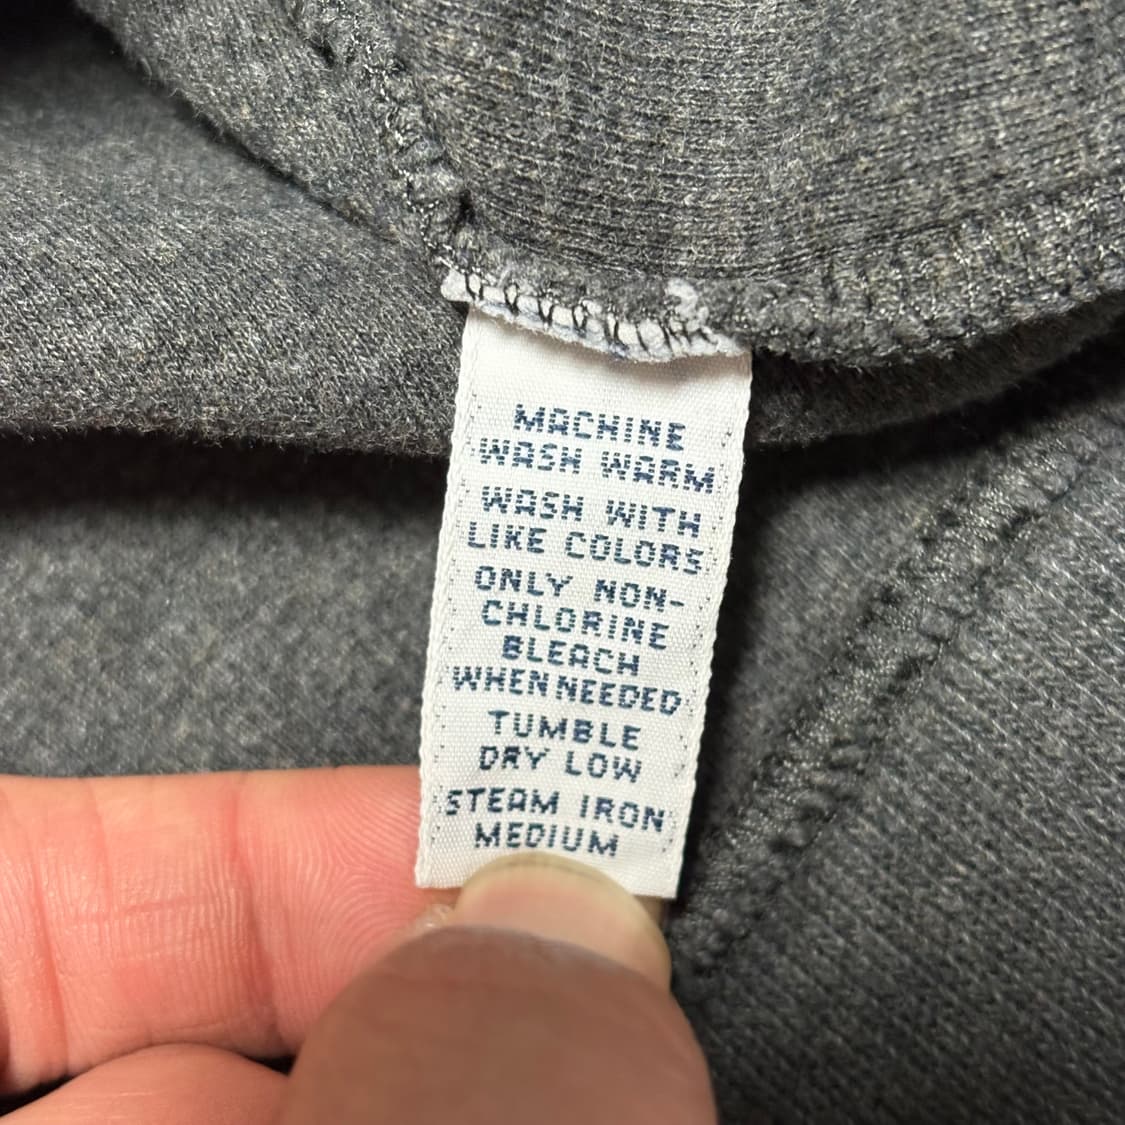 MACHINE
WASH WARM
WASH WITH
LIKE COLORS
ONLY NON-
CHLORINE
BLEACH
WHEN NEEDED
TUMBLE
DRY LOW
STEAM IRON
MEDIUM